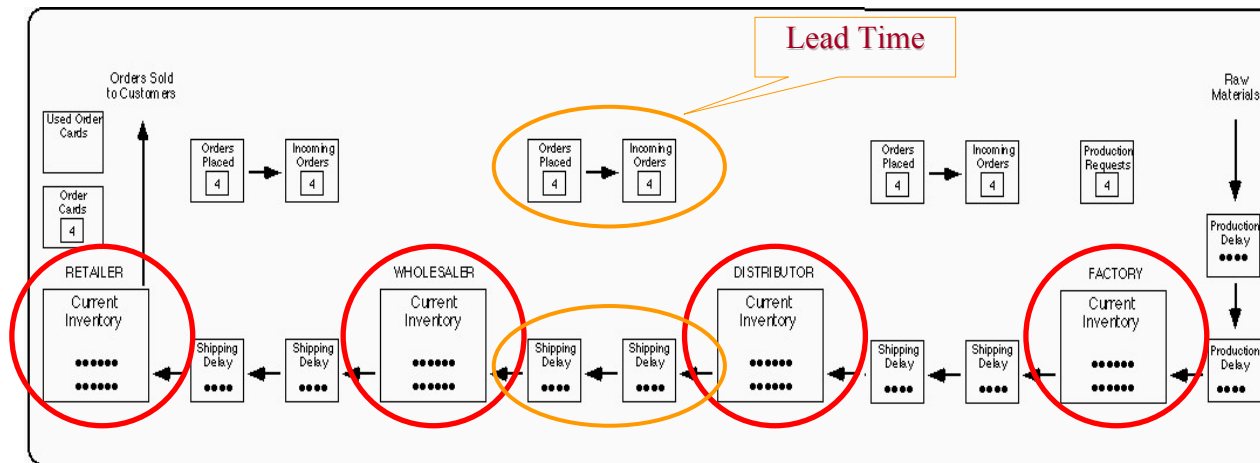 Lead Time
Orders Sold
to Customers
Raw
Materials
Used Order
Cards
Orders
Placed
4
Incoming
Orders
4
Orders
Placed
4
Incoming
Orders
4
Orders
Placed
4
Incoming
Orders
4
Production
Requests
4
Order
Cards
4
Production
Delay
RETAILER
WHOLESALER
DISTRIBUTOR
FACTORY
Current
Inventory
Current
Inventory
Current
Inventory
Current
Inventory
Shipping
Delay
Shipping
Delay
Shipping
Delay
Shipping
Delay
Shipping
Delay
Shipping
Delay
Production
Delay